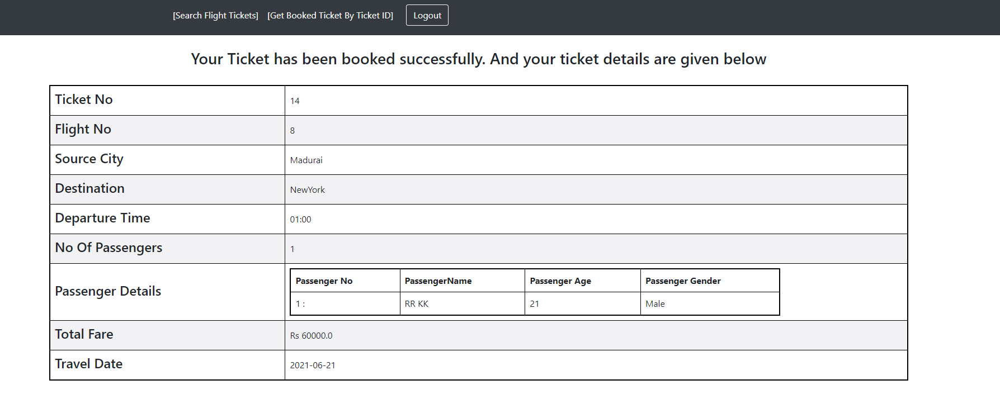 [Search Flight Tickets] [Get Booked Ticket By Ticket ID] Logout
Your Ticket has been booked successfully. And your ticket details are given below
Ticket No 14
Flight No 8
Source City Madurai
Destination NewYork
Departure Time 01:00
No Of Passengers 1
Passenger Details
Passenger No PassengerName Passenger Age Passenger Gender
1 : RR KK 21 Male
Total Fare Rs 60000.0
Travel Date 2021-06-21